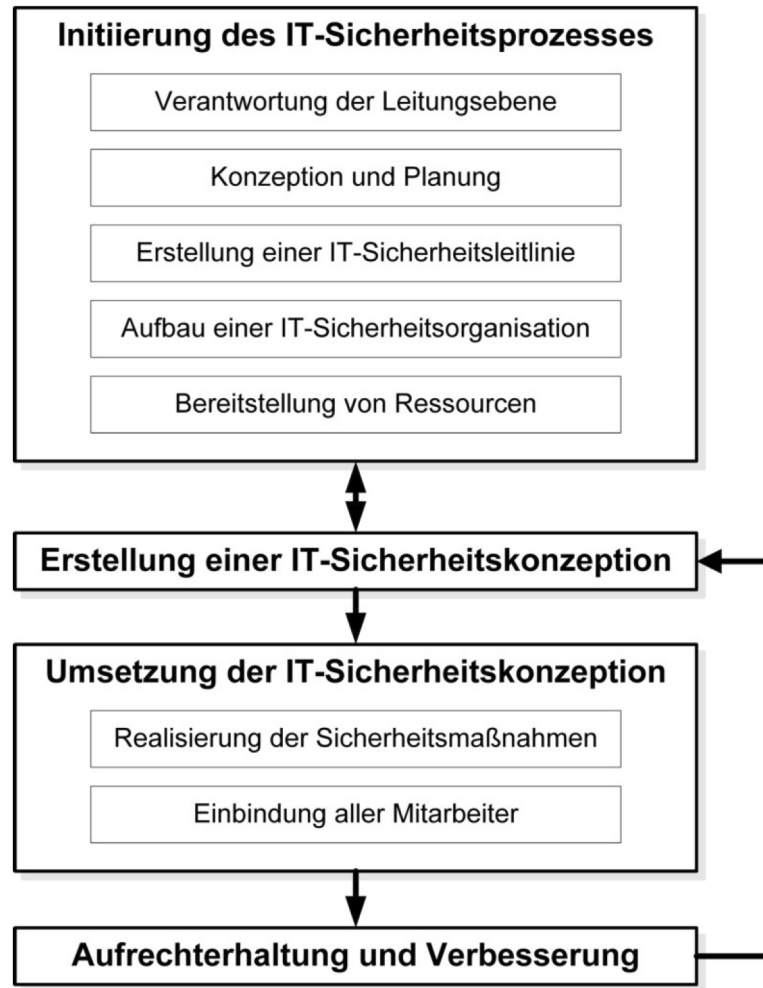 Initiierung des IT-Sicherheitsprozesses
Verantwortung der Leitungsebene
Konzeption und Planung
Erstellung einer IT-Sicherheitsleitlinie
Aufbau einer IT-Sicherheitsorganisation
Bereitstellung von Ressourcen
Erstellung einer IT-Sicherheitskonzeption
Umsetzung der IT-Sicherheitskonzeption
Realisierung der Sicherheitsmaßnahmen
Einbindung aller Mitarbeiter
Aufrechterhaltung und Verbesserung